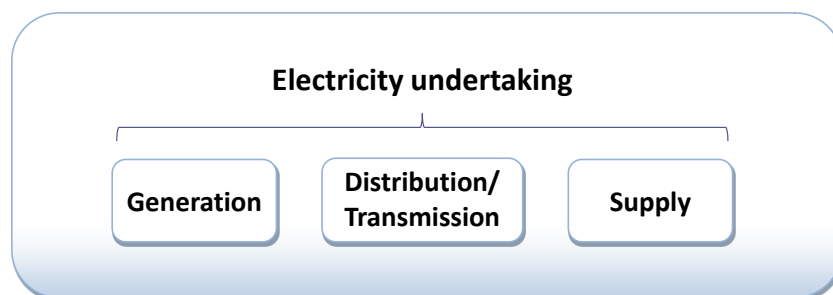 Electricity undertaking
Generation
Distribution/
Transmission
Supply